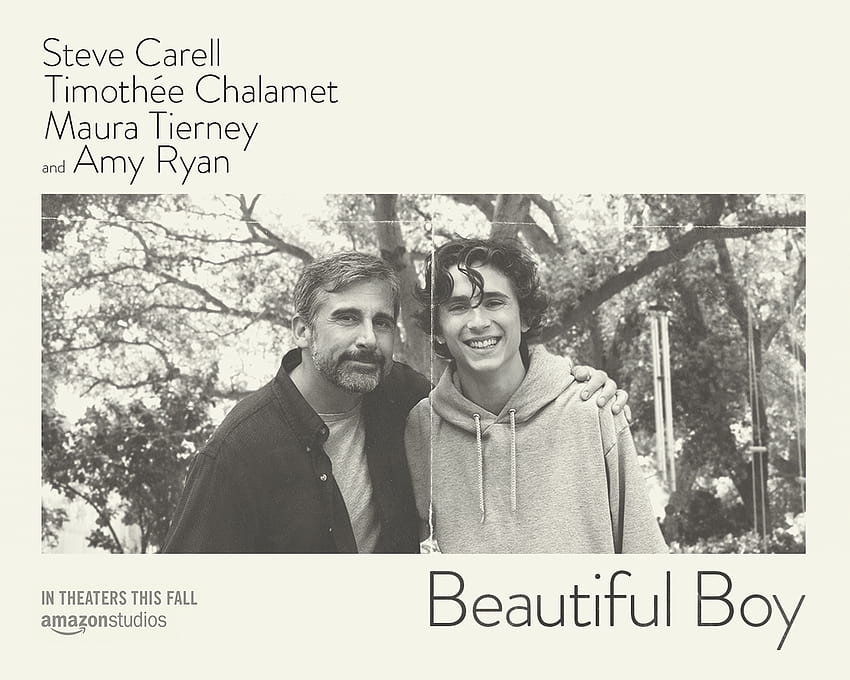 Steve Carell
Timothée Chalamet
Maura Tierney
and Amy Ryan
IN THEATERS THIS FALL
amazonstudios
Beautiful Boy